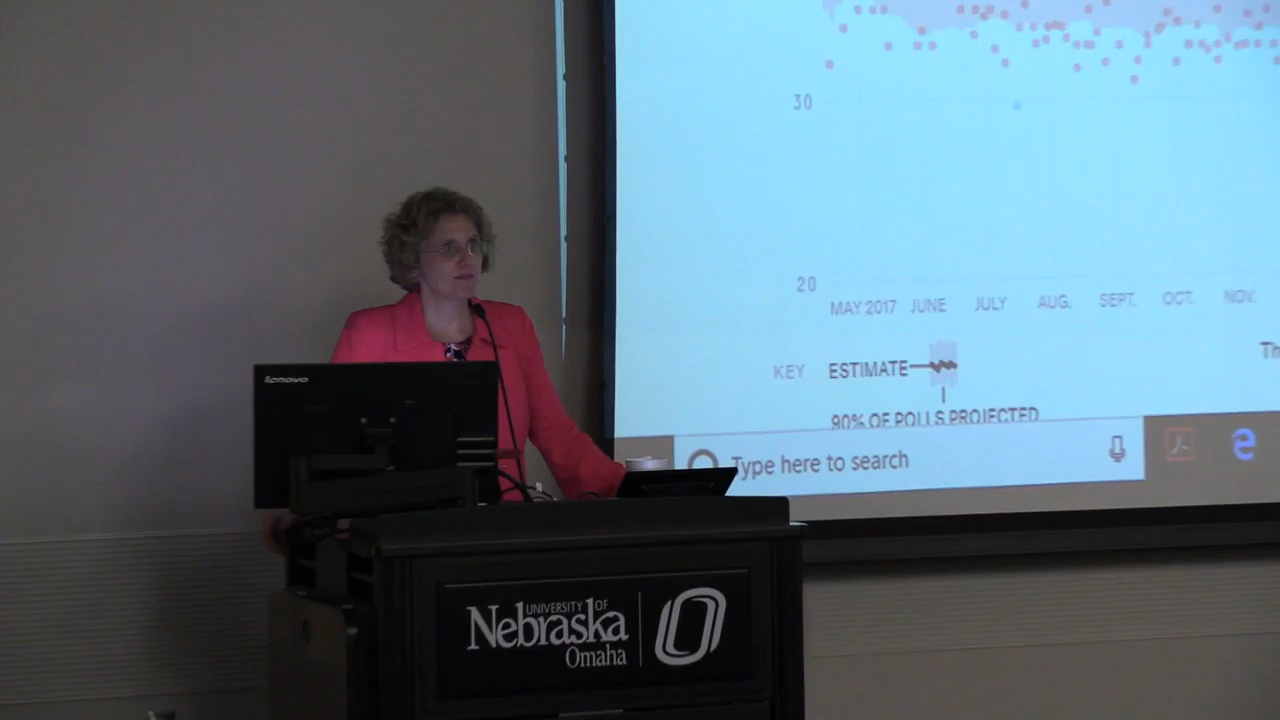 30
20
MAY 2017 JUNE JULY AUG. SEPT. OCT. NOV.
KEY ESTIMATE
90% OF POLLS PROJECTED
Type here to search
lenovo
UNIVERSITY OF
Nebraska
Omaha